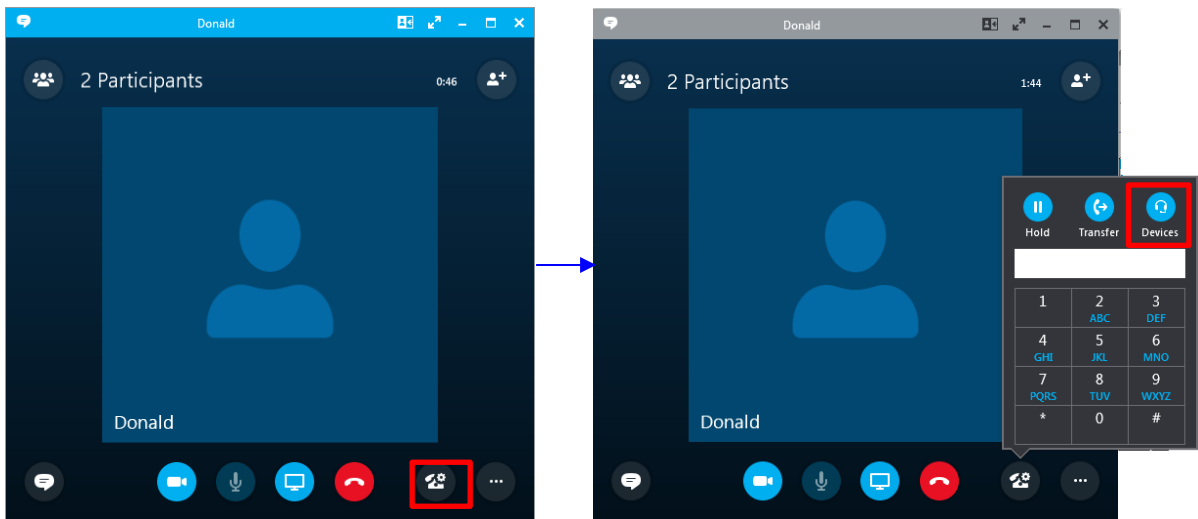 Donald
2 Participants
0:46
Donald
Donald
2 Participants
1:44
Hold Transfer Devices
1 2 3
ABC DEF
4 5 6
GHI JKL MNO
7 8 9
PQRS TUV WXYZ
* 0 #
Donald